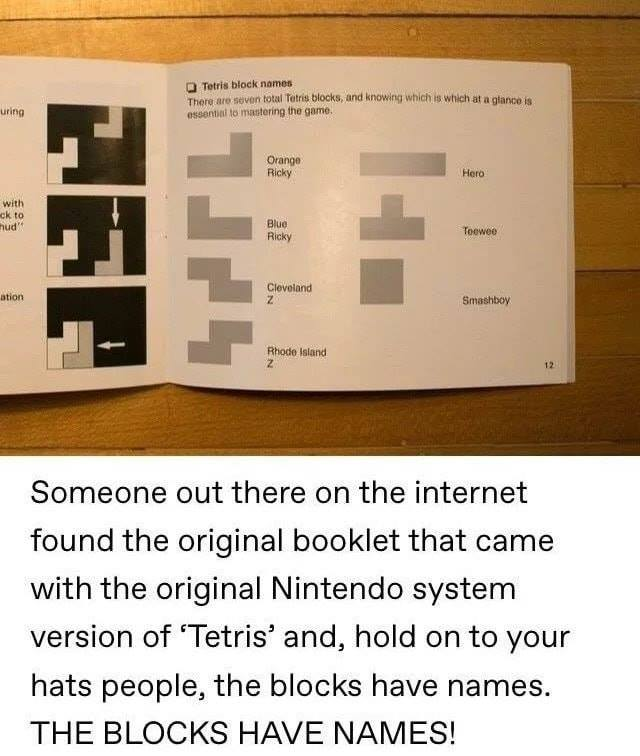 uring
with
ck to
nud"
ation
❑ Tetris block names
There are seven total Tetris blocks, and knowing which is which at a glance is
essential to mastering the game.
Orange
Ricky
Blue
Ricky
Cleveland
Z
Rhode Island
Z
Hero
Teewee
Smashboy
12
Someone out there on the internet
found the original booklet that came
with the original Nintendo system
version of ‘Tetris’ and, hold on to your
hats people, the blocks have names.
THE BLOCKS HAVE NAMES!